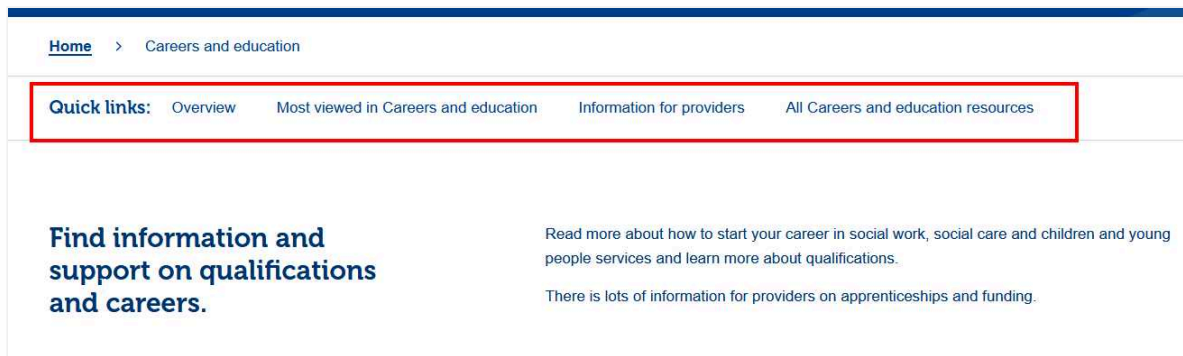 Home > Careers and education
Quick links: Overview Most viewed in Careers and education Information for providers All Careers and education resources
Find information and
support on qualifications
and careers.
Read more about how to start your career in social work, social care and children and young
people services and learn more about qualifications.
There is lots of information for providers on apprenticeships and funding.